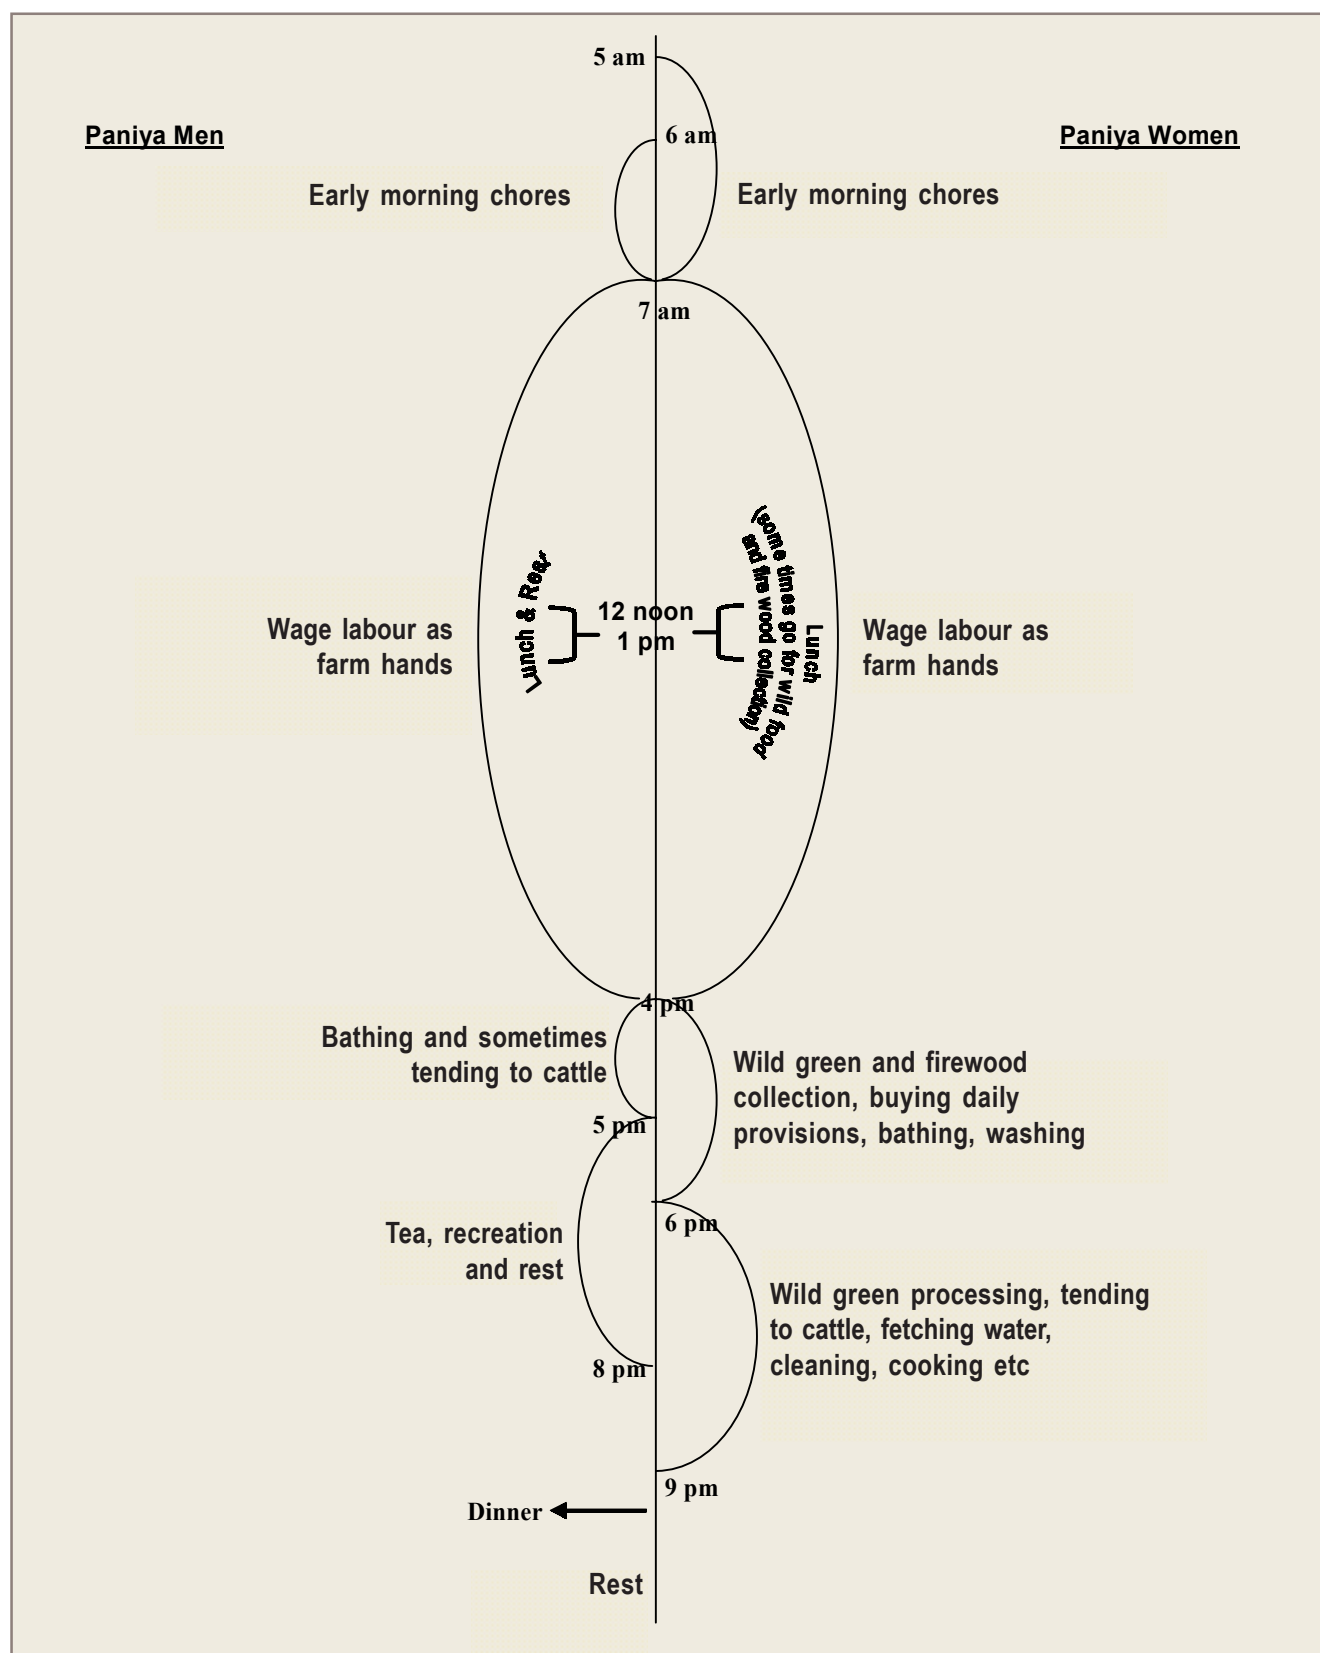 5 am
Paniya Men
6 am
Paniya Women
Early morning chores
Early morning chores
7 am
Lunch & Rest
12 noon
1 pm
Lunch
(some times go for wild food
and fire wood collection)
Wage labour as
farm hands
Wage labour as
farm hands
4 pm
Bathing and sometimes
tending to cattle
Wild green and firewood
collection, buying daily
provisions, bathing, washing
5 pm
6 pm
Tea, recreation
and rest
Wild green processing, tending
to cattle, fetching water,
cleaning, cooking etc
8 pm
9 pm
Dinner
Rest